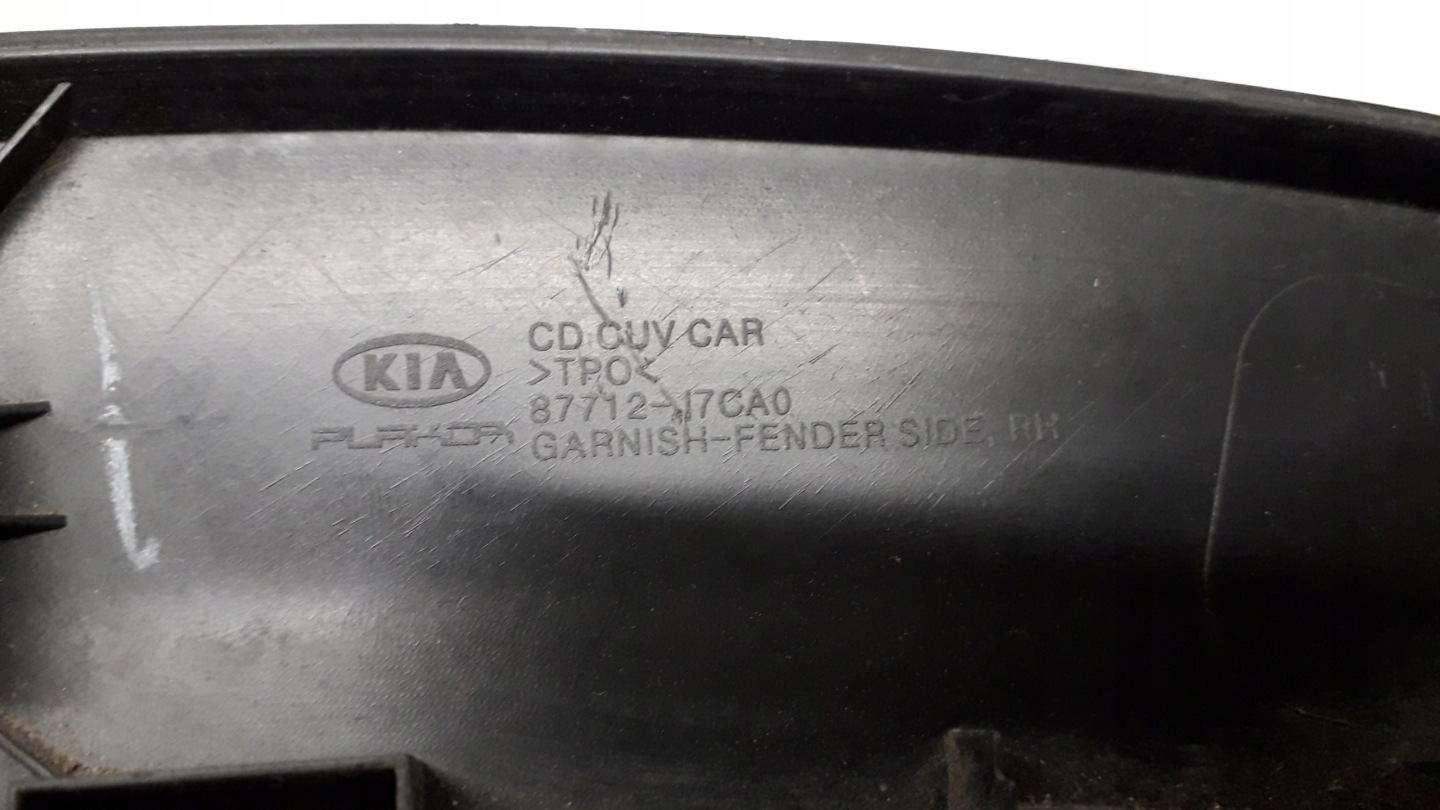 KIA
PLAKOR
CD CUV CAR
>TPO<
87712-J7CA0
GARNISH-FENDER SIDE, RH